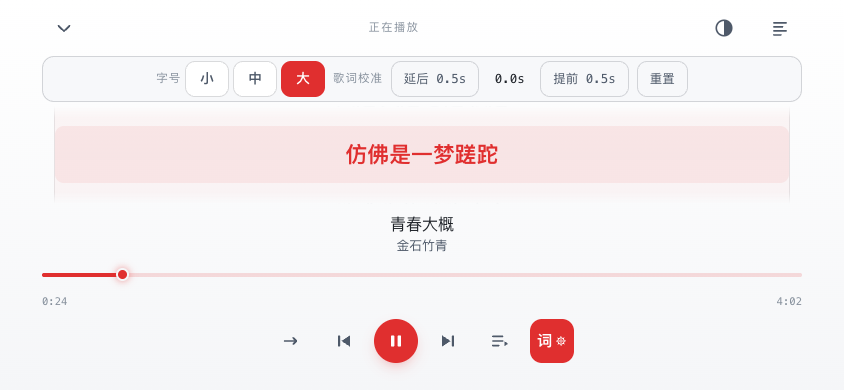 正在播放
字号 小 中 大 歌词校准 延后 0.5s 0.0s 提前 0.5s 重置
仿佛是一梦蹉跎
青春大概
金石竹青
0:24 4:02
词